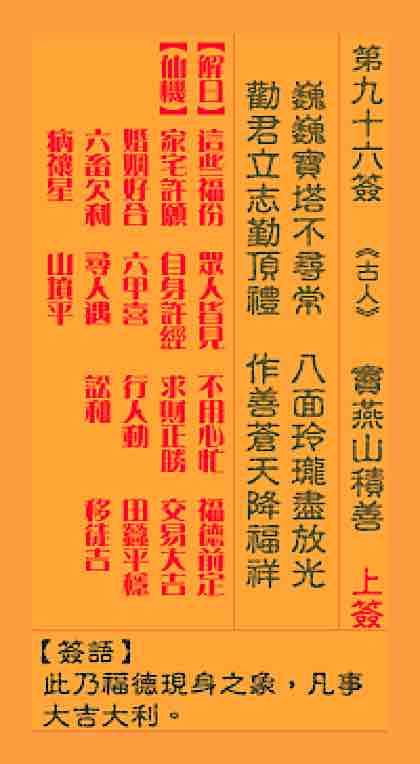 第九十六簽 《古人》 竇燕山積善 上簽
巍巍寶塔不尋常 八面玲瓏盡放光
勸君立志勤頂禮 作善蒼天降福祥
【解曰】 這些福份 眾人皆見 不用心忙 福德前定
【仙機】 家宅許願 自身許經 求財正勝 交易大吉
婚姻好合 六甲喜 行人動 田蠶平穩
六畜欠利 尋人遇 訟和 移徙吉
病禳星 山墳平
【簽語】
此乃福德現身之象，凡事
大吉大利。